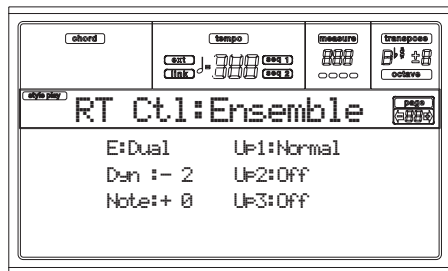 chord tempo measure transpose
ext seq 1
link seq 2
octave
style play page
RT Ctl:Ensemble
E:Dual Up1:Normal
Dyn :- 2 Up2:Off
Note:+ 0 Up3:Off